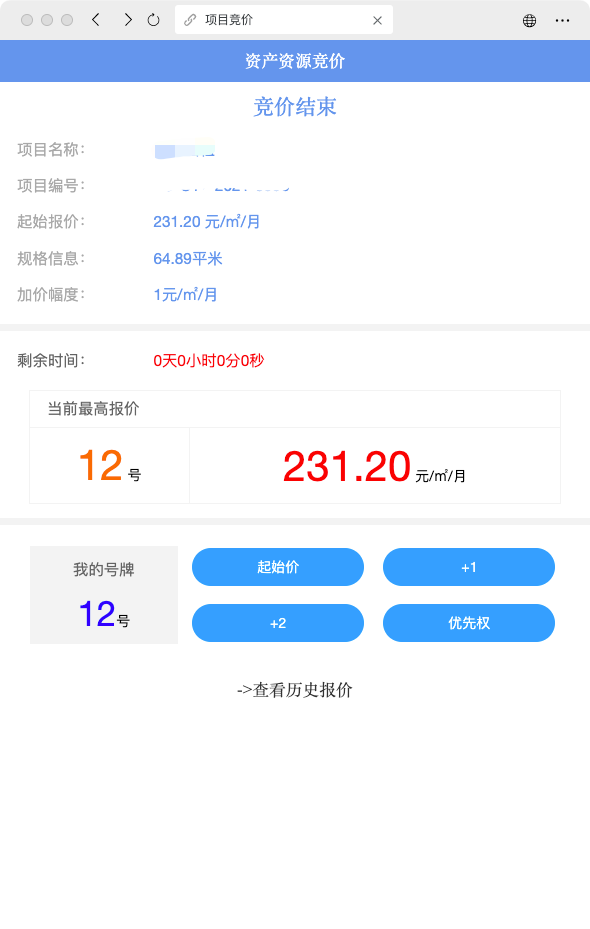 项目竞价
资产资源竞价
竞价结束
项目名称：
项目编号：
起始报价： 231.20 元/㎡/月
规格信息： 64.89平米
加价幅度： 1元/㎡/月
剩余时间： 0天0小时0分0秒
当前最高报价
12 号 231.20 元/㎡/月
我的号牌
12号
起始价 +1
+2 优先权
->查看历史报价